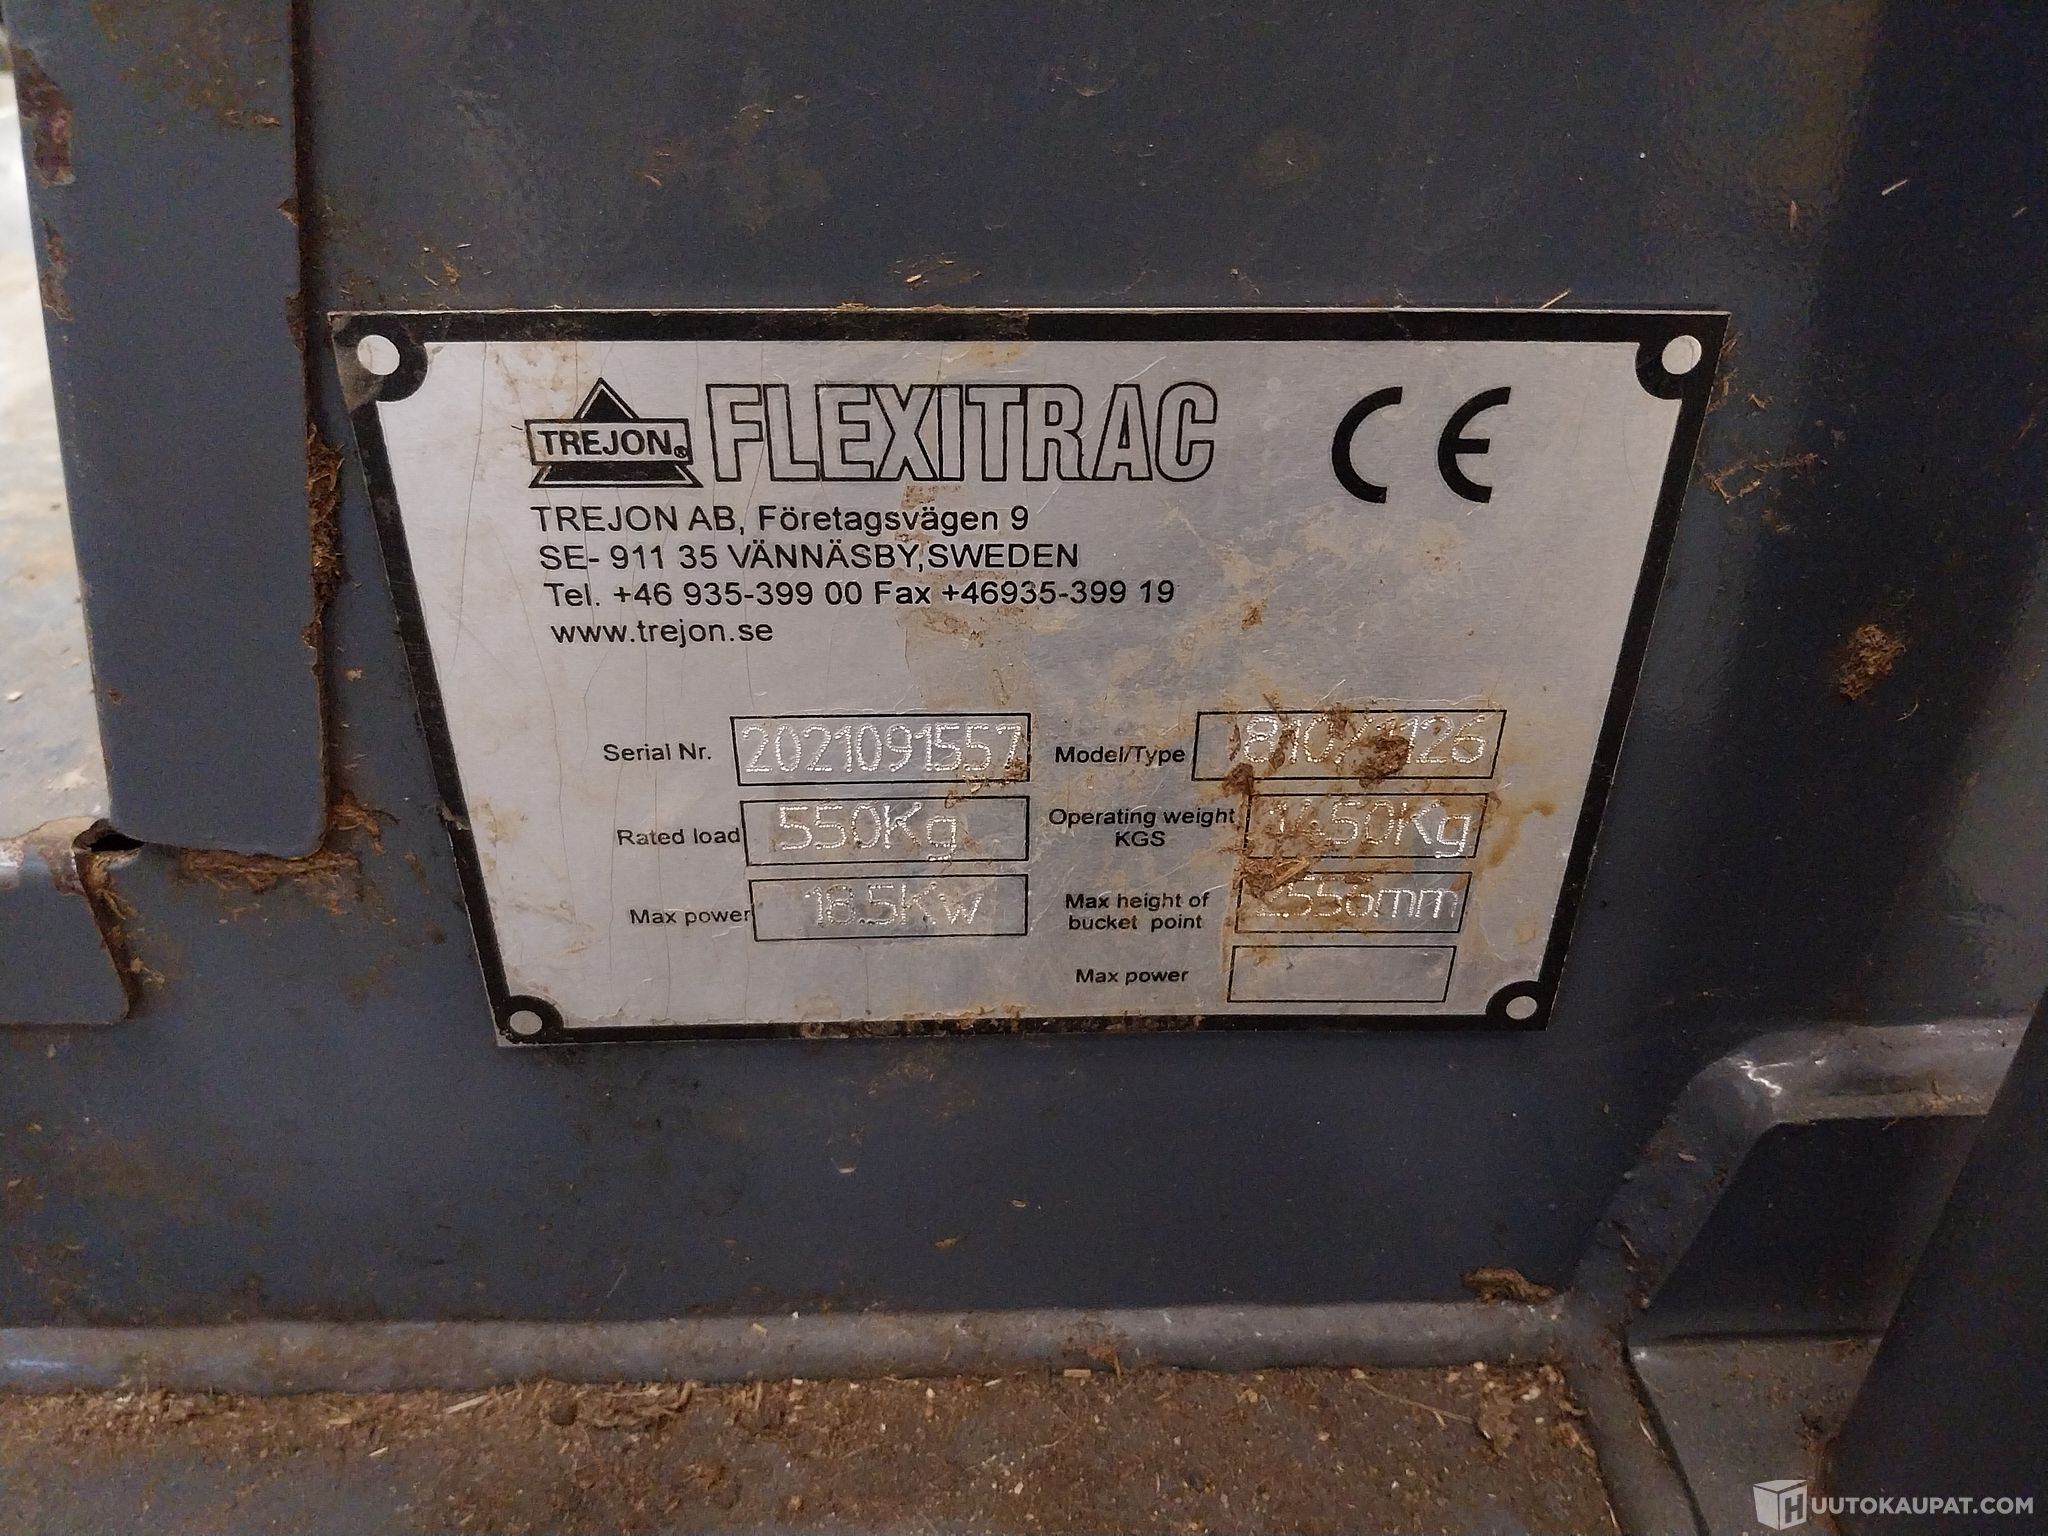 TREJON® FLEXITRAC CE
TREJON AB, Företagsvägen 9
SE- 911 35 VÄNNÄSBY,SWEDEN
Tel. +46 935-399 00 Fax +46935-399 19
www.trejon.se
Serial Nr. 2021091557 Model/Type
Rated load 550Kg Operating weight
KGS
Max power 18.5Kw Max height of
bucket point
Max power
HUUTOKAUPAT.COM